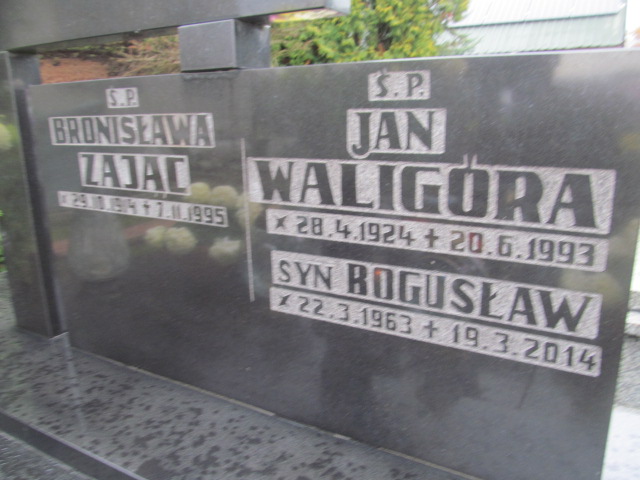 Ś.P.
BRONISŁAWA
ZAJĄC
* 29.10.1914 + 7.11.1995
Ś.P.
JAN
WALIGÓRA
* 28.4.1924 + 20.6.1993
SYN BOGUSŁAW
* 22.3.1963 + 19.3.2014